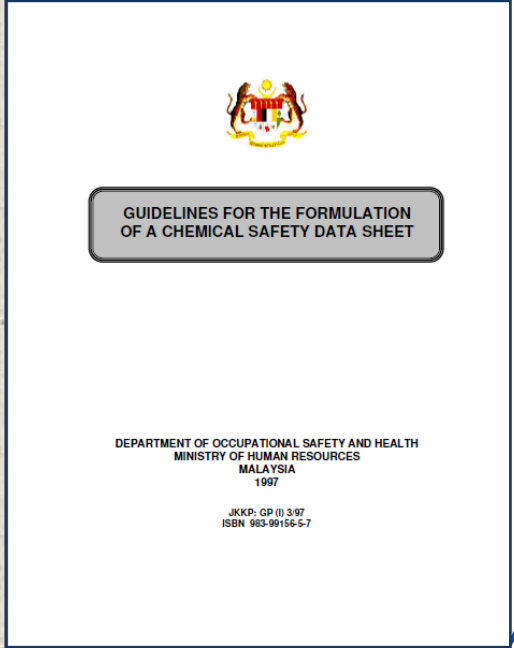 GUIDELINES FOR THE FORMULATION
OF A CHEMICAL SAFETY DATA SHEET
DEPARTMENT OF OCCUPATIONAL SAFETY AND HEALTH
MINISTRY OF HUMAN RESOURCES
MALAYSIA
1997
JKKP: GP (I) 3/97
ISBN 983-99156-5-7